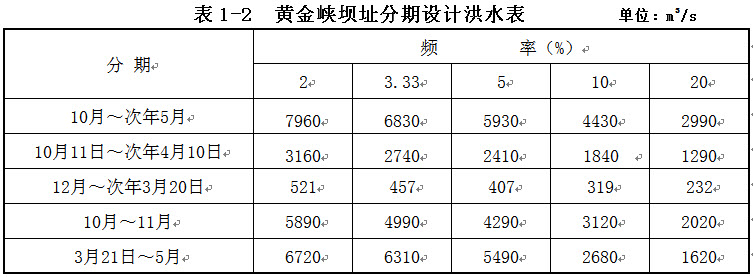 表 1-2 黄金峡坝址分期设计洪水表 单位：m³/s
分 期 频 率（%）
2 3.33 5 10 20
10月～次年5月 7960 6830 5930 4430 2990
10月11日～次年4月10日 3160 2740 2410 1840 1290
12月～次年3月20日 521 457 407 319 232
10月～11月 5890 4990 4290 3120 2020
3月21日～5月 6720 6310 5490 2680 1620